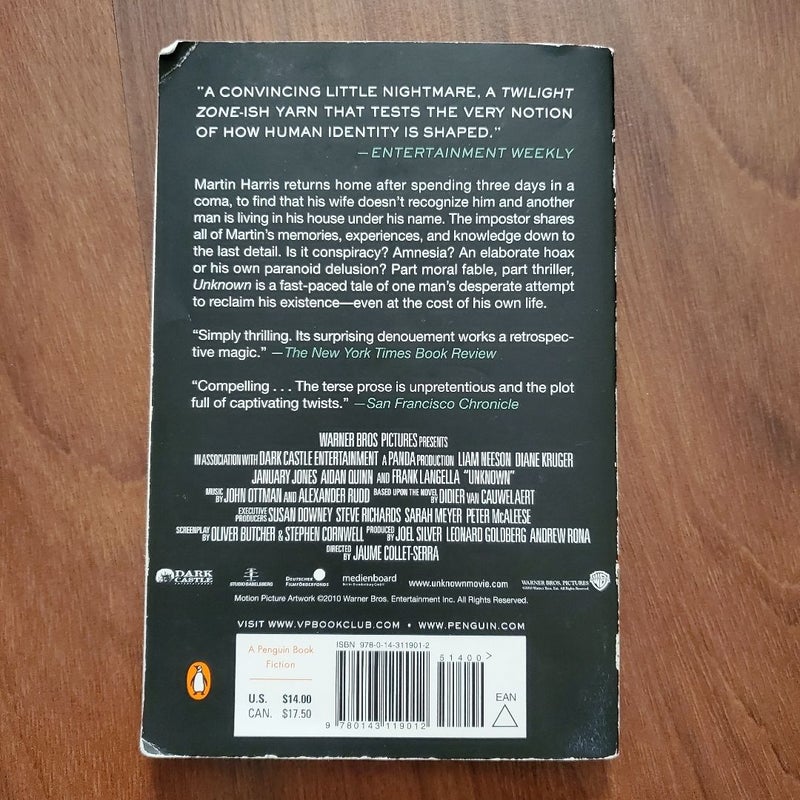 "A CONVINCING LITTLE NIGHTMARE, A TWILIGHT
ZONE-ISH YARN THAT TESTS THE VERY NOTION
OF HOW HUMAN IDENTITY IS SHAPED."
—ENTERTAINMENT WEEKLY
Martin Harris returns home after spending three days in a
coma, to find that his wife doesn't recognize him and another
man is living in his house under his name. The impostor shares
all of Martin's memories, experiences, and knowledge down to
the last detail. Is it conspiracy? Amnesia? An elaborate hoax
or his own paranoid delusion? Part moral fable, part thriller,
Unknown is a fast-paced tale of one man's desperate attempt
to reclaim his existence—even at the cost of his own life.
"Simply thrilling. Its surprising denouement works a retrospec-
tive magic." —The New York Times Book Review
"Compelling . . . The terse prose is unpretentious and the plot
full of captivating twists." —San Francisco Chronicle
WARNER BROS PICTURES PRESENTS
IN ASSOCIATION WITH DARK CASTLE ENTERTAINMENT A PANDA PRODUCTION LIAM NEESON DIANE KRUGER
JANUARY JONES AIDAN QUINN AND FRANK LANGELLA "UNKNOWN"
MUSIC BY JOHN OTTMAN AND ALEXANDER RUDD BASED UPON THE NOVEL BY DIDIER VAN CAUWELAERT
EXECUTIVE PRODUCERS SUSAN DOWNEY STEVE RICHARDS SARAH MEYER PETER McALEESE
SCREENPLAY BY OLIVER BUTCHER & STEPHEN CORNWELL PRODUCED BY JOEL SILVER LEONARD GOLDBERG ANDREW RONA
DIRECTED BY JAUME COLLET-SERRA
DARK CASTLE STUDIO BABELSBERG DEUTSCHER FILMFÖRDERFONDS medienboard www.unknownmovie.com WARNER BROS. PICTURES
Motion Picture Artwork ©2010 Warner Bros. Entertainment Inc. All Rights Reserved.
VISIT WWW.VPBOOKCLUB.COM • WWW.PENGUIN.COM
A Penguin Book
Fiction
U.S. $14.00
CAN. $17.50
ISBN 978-0-14-311901-2
51400>
9 780143 119012
EAN